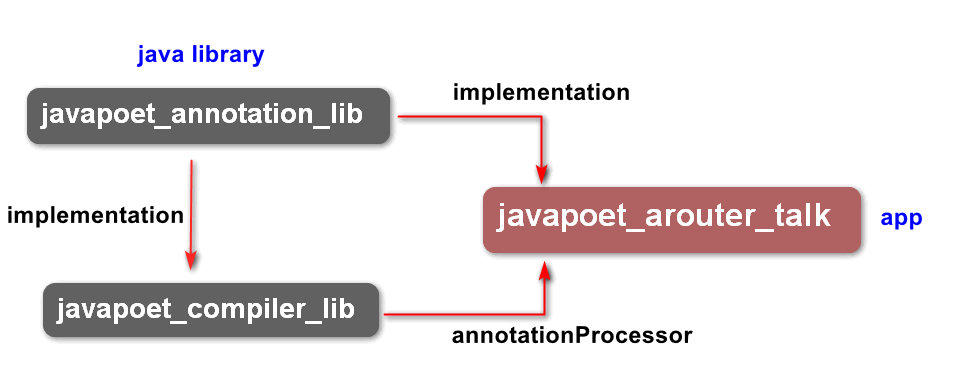 java library
javapoet_annotation_lib
implementation
implementation
javapoet_arouter_talk
app
javapoet_compiler_lib
annotationProcessor